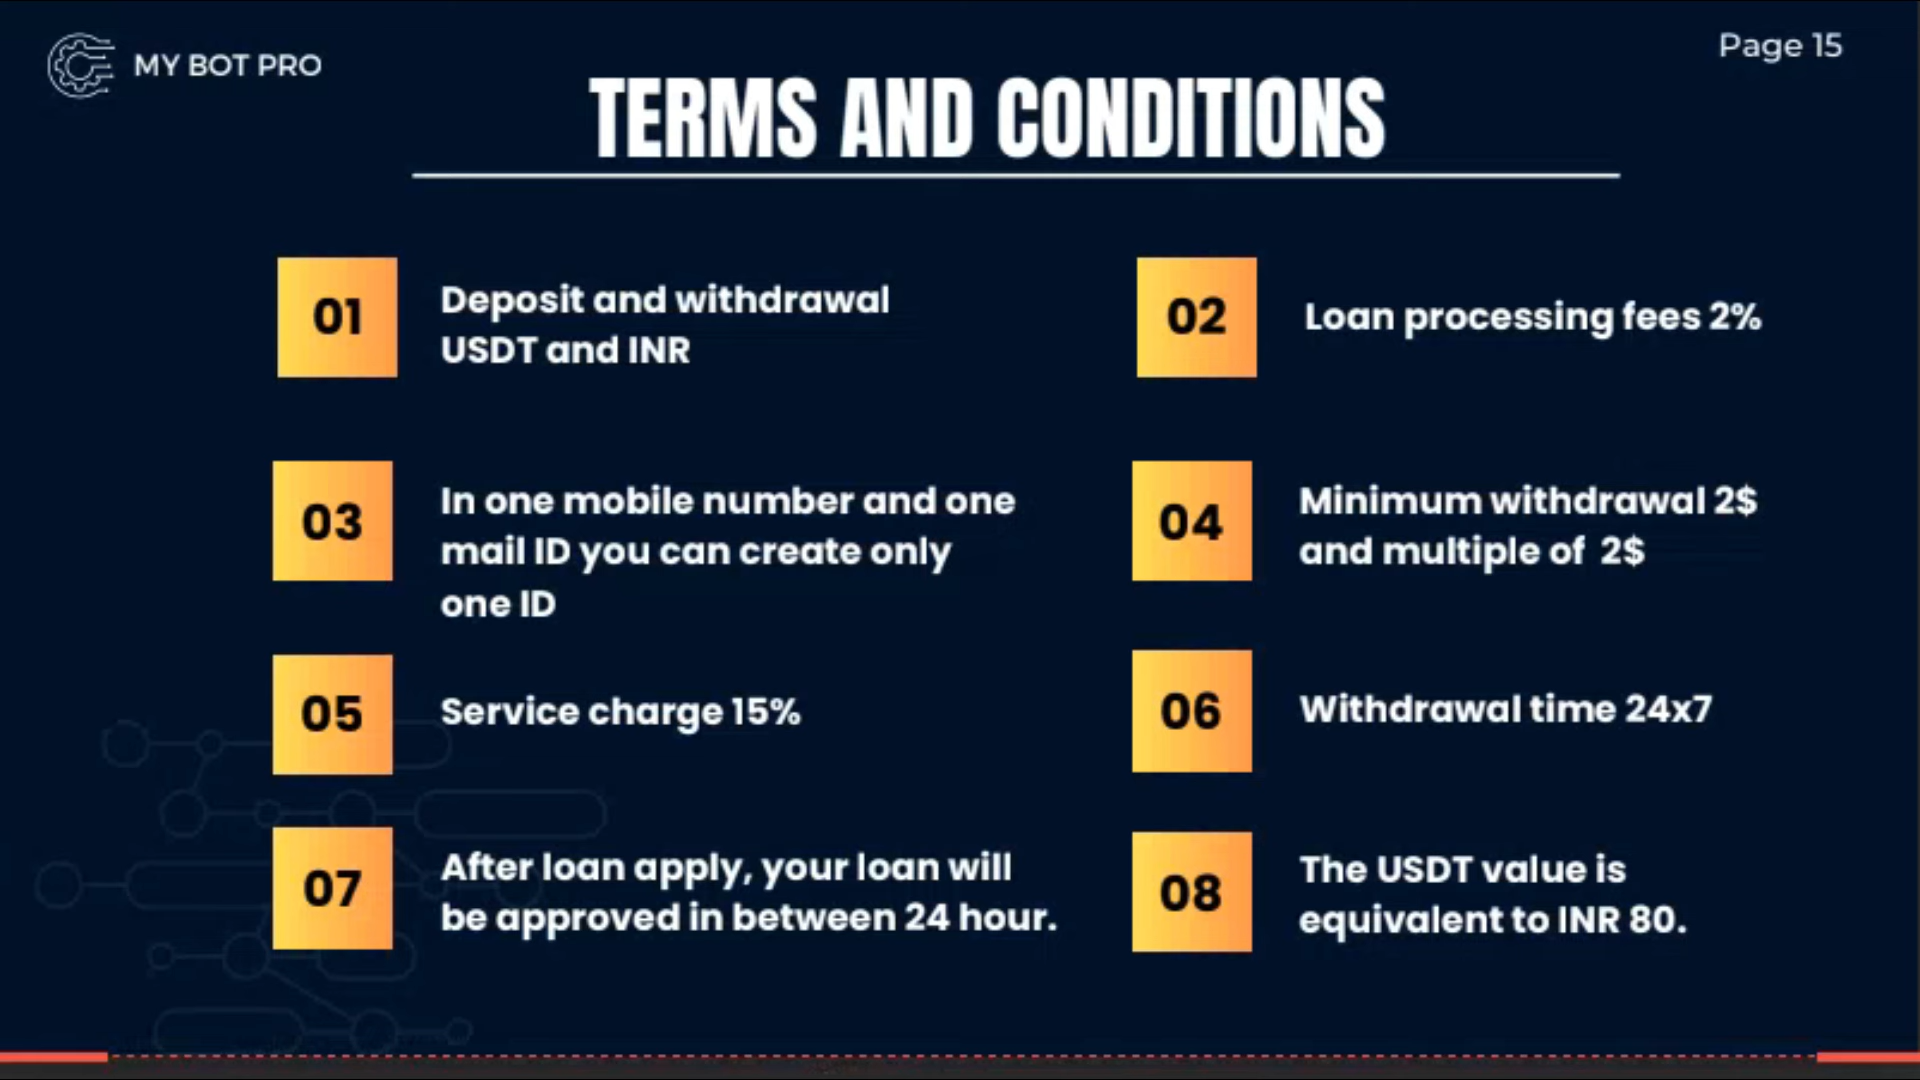 MY BOT PRO
Page 15
TERMS AND CONDITIONS
01
Deposit and withdrawal
USDT and INR
02
Loan processing fees 2%
03
In one mobile number and one
mail ID you can create only
one ID
04
Minimum withdrawal 2$
and multiple of 2$
05
Service charge 15%
06
Withdrawal time 24x7
07
After loan apply, your loan will
be approved in between 24 hour.
08
The USDT value is
equivalent to INR 80.